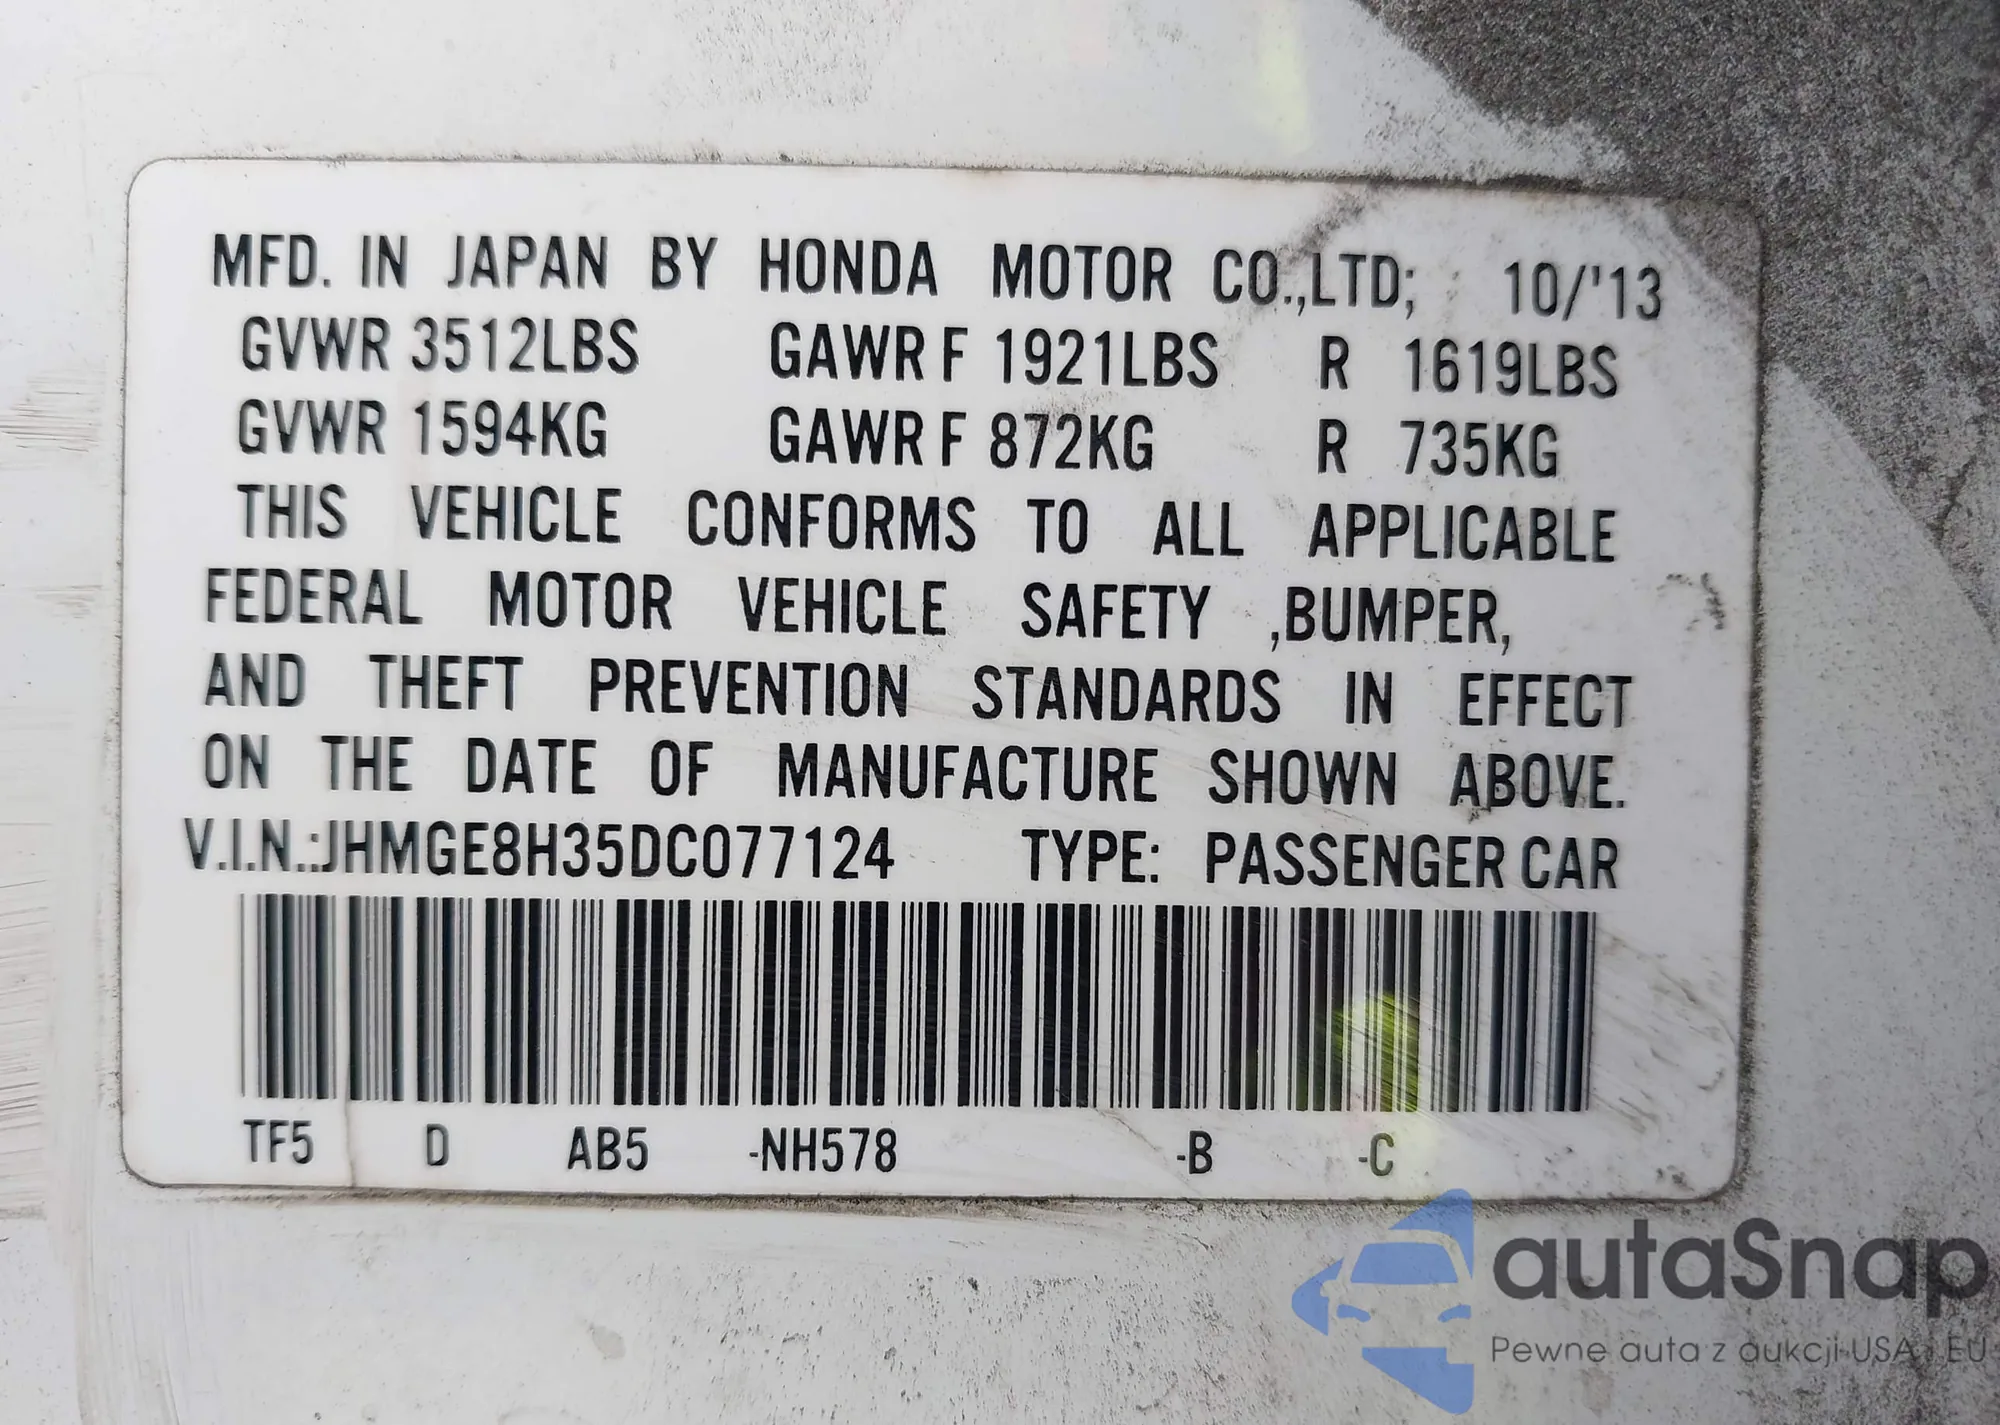 MFD. IN JAPAN BY HONDA MOTOR CO.,LTD; 10/'13
GVWR 3512LBS GAWR F 1921LBS R 1619LBS
GVWR 1594KG GAWR F 872KG R 735KG
THIS VEHICLE CONFORMS TO ALL APPLICABLE
FEDERAL MOTOR VEHICLE SAFETY ,BUMPER,
AND THEFT PREVENTION STANDARDS IN EFFECT
ON THE DATE OF MANUFACTURE SHOWN ABOVE.
V.I.N.:JHMGE8H35DC077124 TYPE: PASSENGER CAR
TF5 D AB5 -NH578 -B -C
autaSnap
Pewne auta z aukcji USA i EU